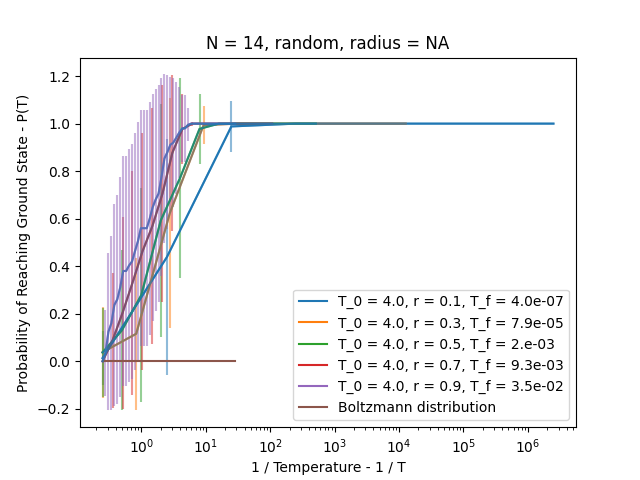 N = 14, random, radius = NA
Probability of Reaching Ground State - P(T)
1.2
1.0
0.8
0.6
0.4
0.2
0.0
−0.2
T_0 = 4.0, r = 0.1, T_f = 4.0e-07
T_0 = 4.0, r = 0.3, T_f = 7.9e-05
T_0 = 4.0, r = 0.5, T_f = 2.e-03
T_0 = 4.0, r = 0.7, T_f = 9.3e-03
T_0 = 4.0, r = 0.9, T_f = 3.5e-02
Boltzmann distribution
10⁰ 10¹ 10² 10³ 10⁴ 10⁵ 10⁶
1 / Temperature - 1 / T